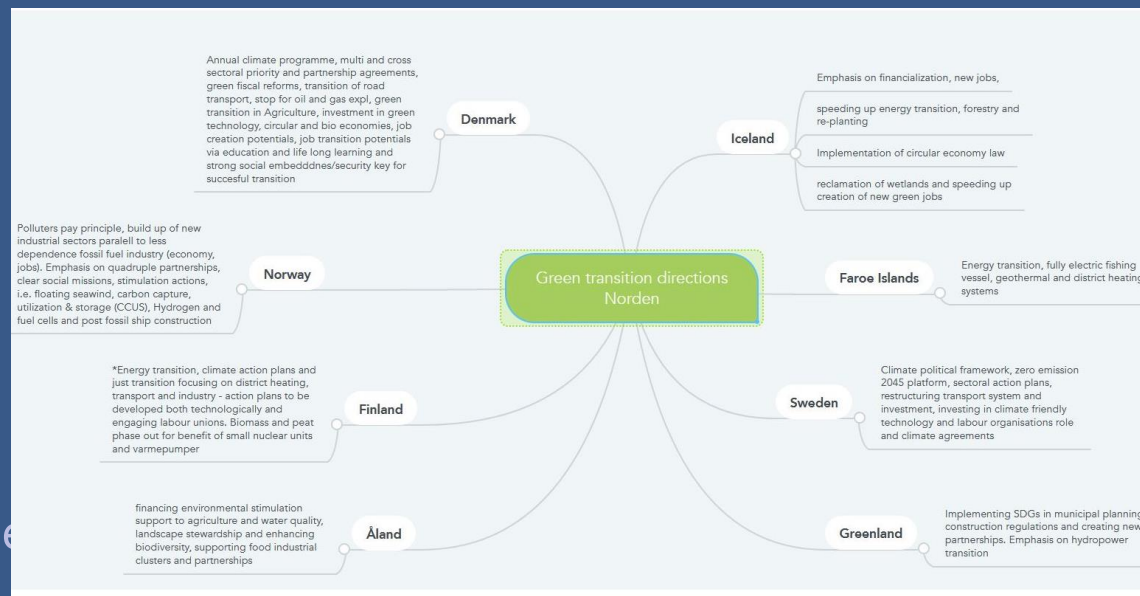 Green transition directions
Norden
Denmark
Annual climate programme, multi and cross
sectoral priority and partnership agreements,
green fiscal reforms, transition of road
transport, stop for oil and gas expl, green
transition in Agriculture, investment in green
technology, circular and bio economies, job
creation potentials, job transition potentials
via education and life long learning and
strong social embedddnes/security key for
succesful transition
Norway
Polluters pay principle, build up of new
industrial sectors paralell to less
dependence fossil fuel industry (economy,
jobs). Emphasis on quadruple partnerships,
clear social missions, stimulation actions,
i.e. floating seawind, carbon capture,
utilization & storage (CCUS), Hydrogen and
fuel cells and post fossil ship construction
Finland
*Energy transition, climate action plans and
just transition focusing on district heating,
transport and industry - action plans to be
developed both technologically and
engaging labour unions. Biomass and peat
phase out for benefit of small nuclear units
and varmepumper
Åland
financing environmental stimulation
support to agriculture and water quality,
landscape stewardship and enhancing
biodiversity, supporting food industrial
clusters and partnerships
Iceland
Emphasis on financialization, new jobs,
speeding up energy transition, forestry and
re-planting
Implementation of circular economy law
reclamation of wetlands and speeding up
creation of new green jobs
Faroe Islands
Energy transition, fully electric fishing
vessel, geothermal and district heating
systems
Sweden
Climate political framework, zero emission
2045 platform, sectoral action plans,
restructuring transport system and
investment, investing in climate friendly
technology and labour organisations role
and climate agreements
Greenland
Implementing SDGs in municipal planning
construction regulations and creating new
partnerships. Emphasis on hydropower
transition